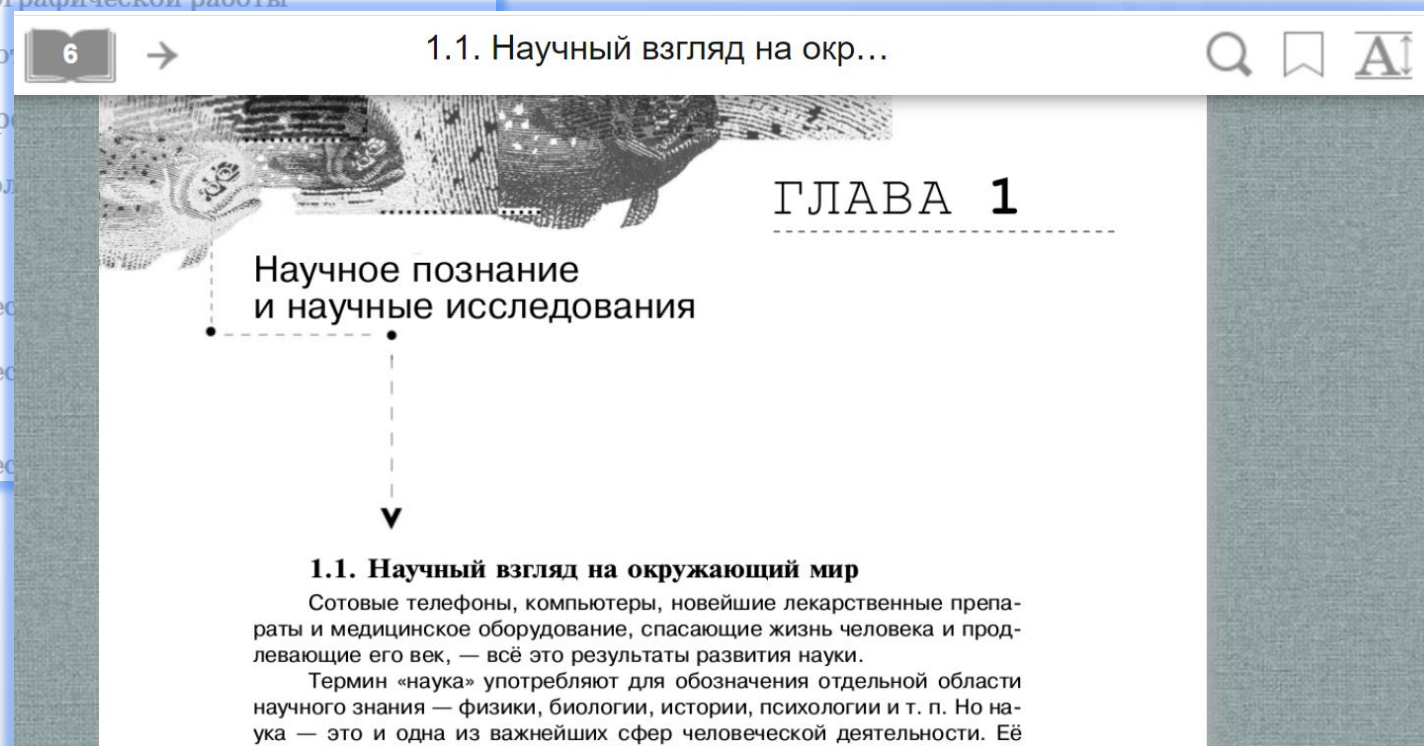 ографической работы
6
1.1. Научный взгляд на окр...
ГЛАВА 1
Научное познание
и научные исследования
1.1. Научный взгляд на окружающий мир
Сотовые телефоны, компьютеры, новейшие лекарственные препа-
раты и медицинское оборудование, спасающие жизнь человека и прод-
левающие его век, — всё это результаты развития науки.
Термин «наука» употребляют для обозначения отдельной области
научного знания — физики, биологии, истории, психологии и т. п. Но на-
ука — это и одна из важнейших сфер человеческой деятельности. Её